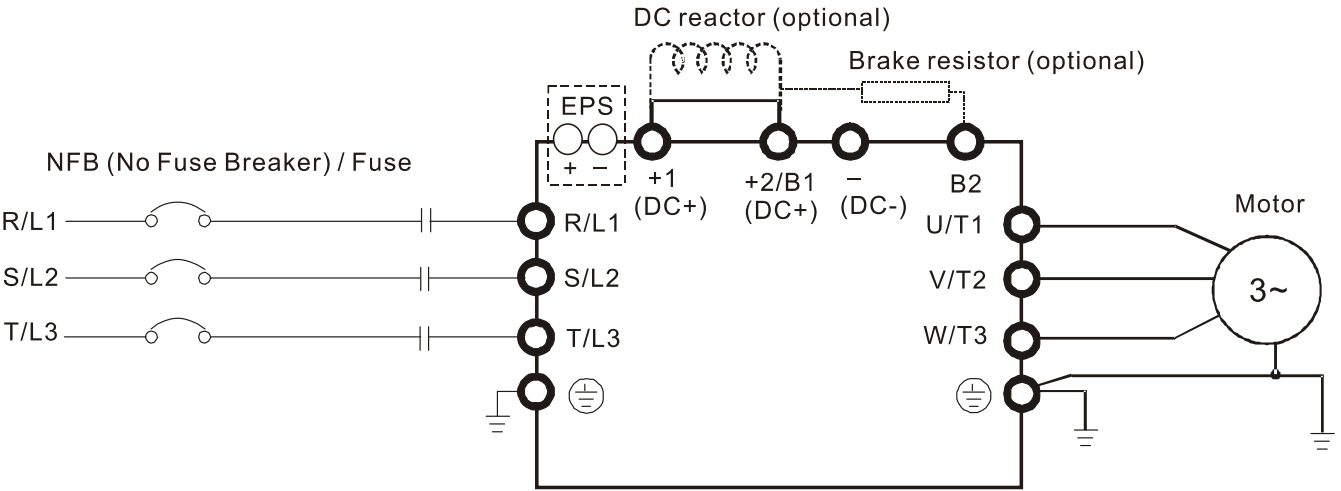 DC reactor (optional)
Brake resistor (optional)
EPS
+ −
NFB (No Fuse Breaker) / Fuse
+1
(DC+)
+2/B1
(DC+)
−
(DC-)
B2
R/L1
R/L1
U/T1
Motor
S/L2
S/L2
V/T2
3~
T/L3
T/L3
W/T3